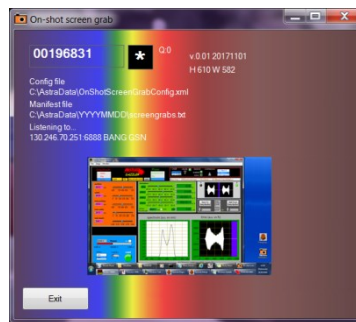 On-shot screen grab
00196831
*
Q:0
v.0.01 20171101
H 610 W 582
Config file
C:\AstraData\OnShotScreenGrabConfig.xml
Manifest file
C:\AstraData\YYYYMMDD\screengrabs.txt
Listening to...
130.246.70.251:6888 BANG GSN
Exit